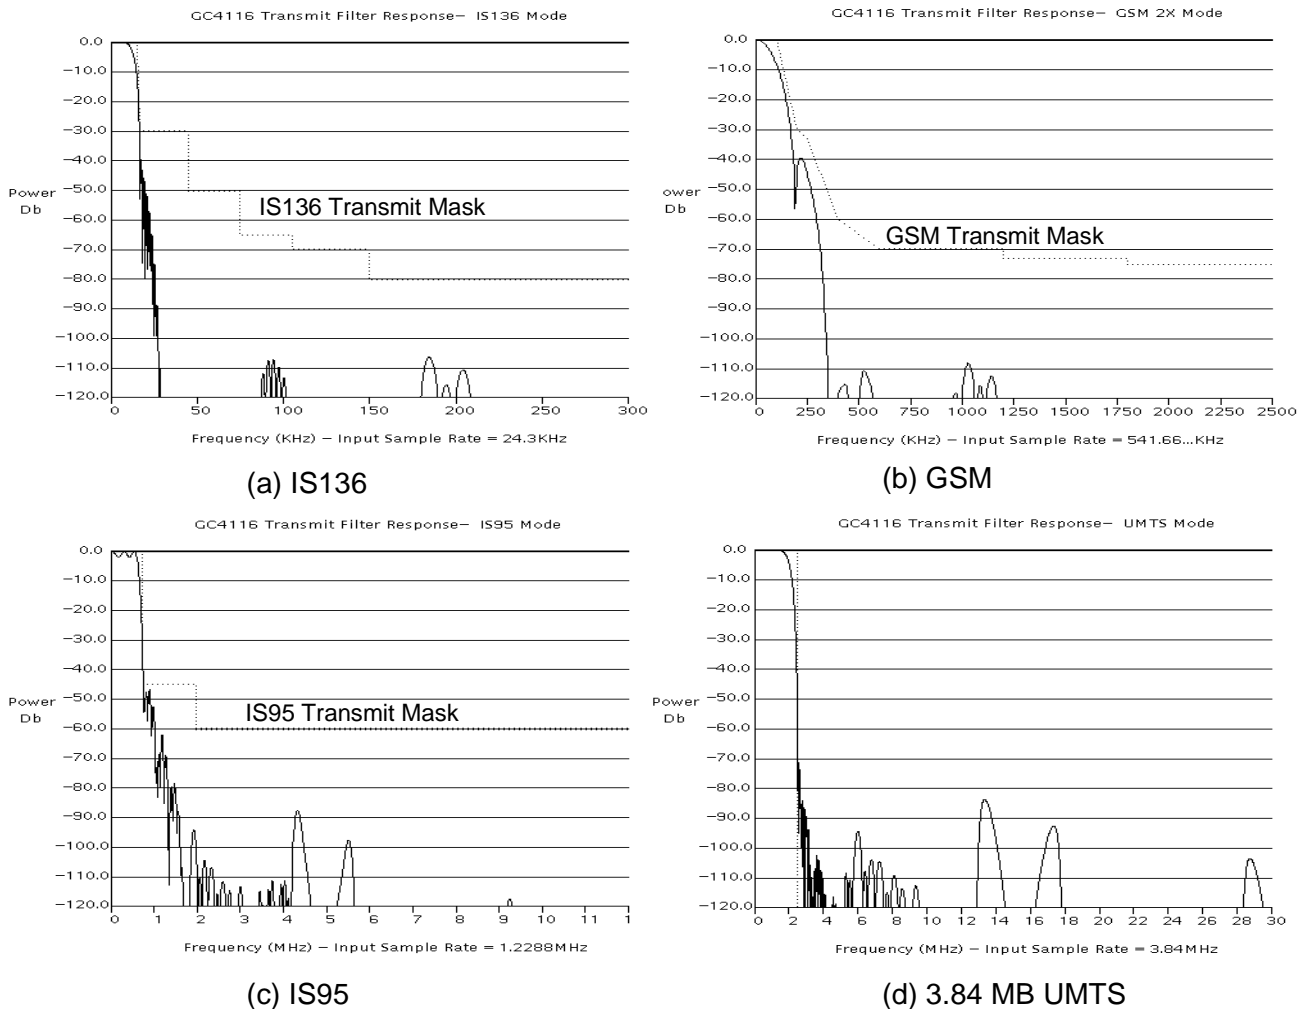 GC4116 Transmit Filter Response- IS136 Mode
0.0
-10.0
-20.0
-30.0
-40.0
-50.0
-60.0
-70.0
-80.0
-90.0
-100.0
-110.0
-120.0
Power
Db
IS136 Transmit Mask
0 50 100 150 200 250 300
Frequency (KHz) - Input Sample Rate = 24.3KHz
(a) IS136
GC4116 Transmit Filter Response- GSM 2X Mode
0.0
-10.0
-20.0
-30.0
-40.0
-50.0
-60.0
-70.0
-80.0
-90.0
-100.0
-110.0
-120.0
ower
Db
GSM Transmit Mask
0 250 500 750 1000 1250 1500 1750 2000 2250 2500
Frequency (KHz) - Input Sample Rate = 541.66...KHz
(b) GSM
GC4116 Transmit Filter Response- IS95 Mode
0.0
-10.0
-20.0
-30.0
-40.0
-50.0
-60.0
-70.0
-80.0
-90.0
-100.0
-110.0
-120.0
Power
Db
IS95 Transmit Mask
0 1 2 3 4 5 6 7 8 9 10 11 1
Frequency (MHz) - Input Sample Rate = 1.2288MHz
(c) IS95
GC4116 Transmit Filter Response- UMTS Mode
0.0
-10.0
-20.0
-30.0
-40.0
-50.0
-60.0
-70.0
-80.0
-90.0
-100.0
-110.0
-120.0
Power
Db
0 2 4 6 8 10 12 14 16 18 20 22 24 26 28 30
Frequency (MHz) - Input Sample Rate = 3.84MHz
(d) 3.84 MB UMTS